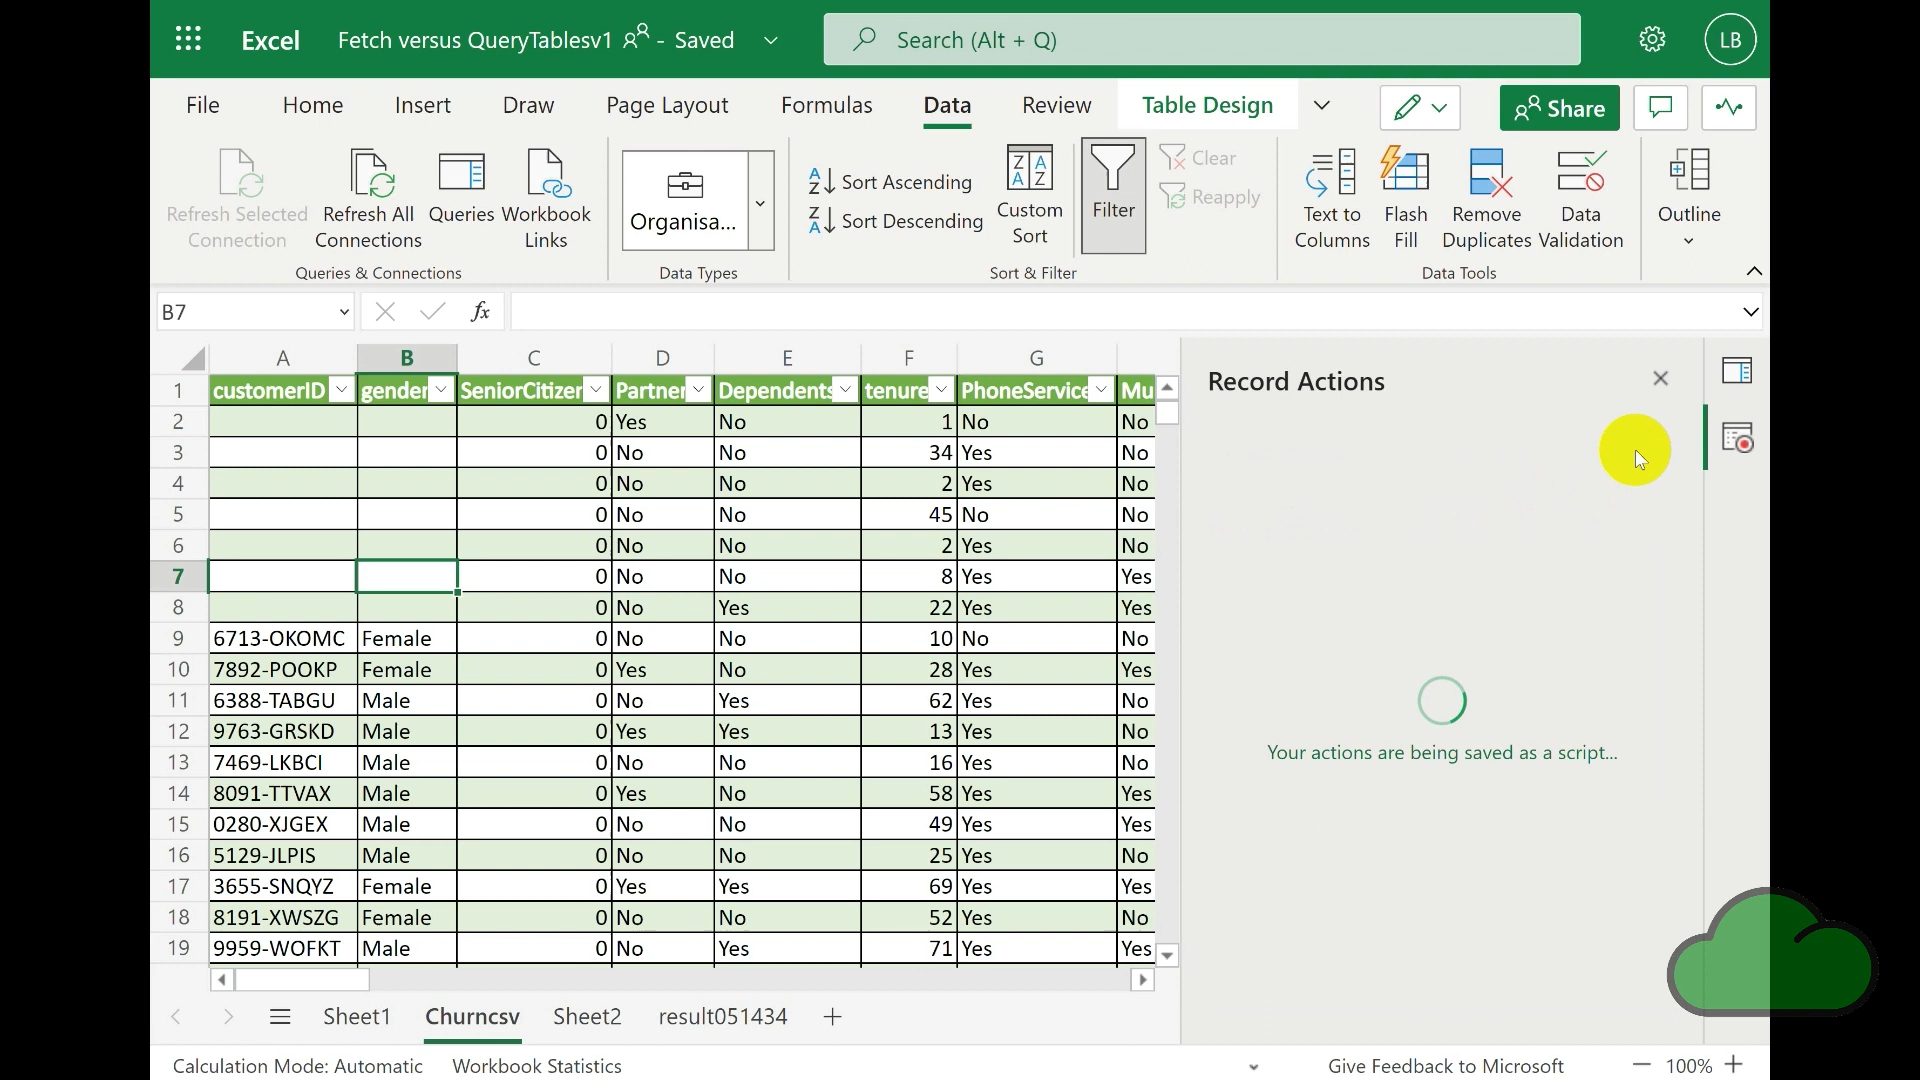 Excel
Fetch versus QueryTablesv1 - Saved
Search (Alt + Q)
LB
File Home Insert Draw Page Layout Formulas Data Review Table Design
Share
Refresh Selected Connection
Refresh All Connections
Queries
Workbook Links
Queries & Connections
Organisa...
Data Types
Sort Ascending
Sort Descending
Custom Sort
Filter
Clear
Reapply
Sort & Filter
Text to Columns
Flash Fill
Remove Duplicates
Data Validation
Data Tools
Outline
B7
fx
A B C D E F G
1 customerID gender SeniorCitizen Partner Dependents tenure PhoneService Mu
2 0 Yes No 1 No No
3 0 No No 34 Yes No
4 0 No No 2 Yes No
5 0 No No 45 No No
6 0 No No 2 Yes No
7 0 No No 8 Yes Yes
8 0 No Yes 22 Yes Yes
9 6713-OKOMC Female 0 No No 10 No No
10 7892-POOKP Female 0 Yes No 28 Yes Yes
11 6388-TABGU Male 0 No Yes 62 Yes No
12 9763-GRSKD Male 0 Yes Yes 13 Yes No
13 7469-LKBCI Male 0 No No 16 Yes No
14 8091-TTVAX Male 0 Yes No 58 Yes Yes
15 0280-XJGEX Male 0 No No 49 Yes Yes
16 5129-JLPIS Male 0 No No 25 Yes No
17 3655-SNQYZ Female 0 Yes Yes 69 Yes Yes
18 8191-XWSZG Female 0 No No 52 Yes No
19 9959-WOFKT Male 0 No Yes 71 Yes Yes
Record Actions
Your actions are being saved as a script...
Sheet1 Churncsv Sheet2 result051434
Calculation Mode: Automatic Workbook Statistics
Give Feedback to Microsoft
100%